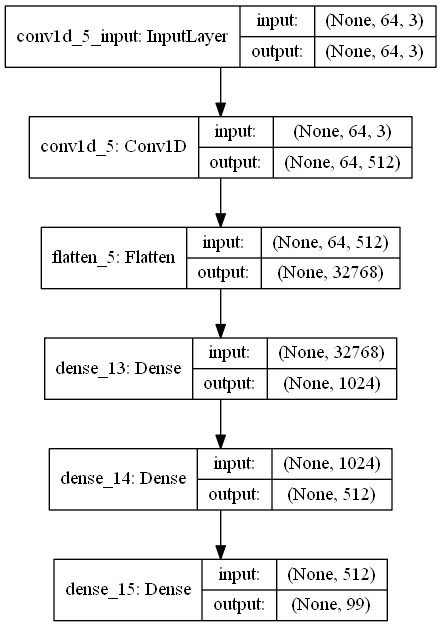 conv1d_5_input: InputLayer
input: (None, 64, 3)
output: (None, 64, 3)
conv1d_5: Conv1D
input: (None, 64, 3)
output: (None, 64, 512)
flatten_5: Flatten
input: (None, 64, 512)
output: (None, 32768)
dense_13: Dense
input: (None, 32768)
output: (None, 1024)
dense_14: Dense
input: (None, 1024)
output: (None, 512)
dense_15: Dense
input: (None, 512)
output: (None, 99)